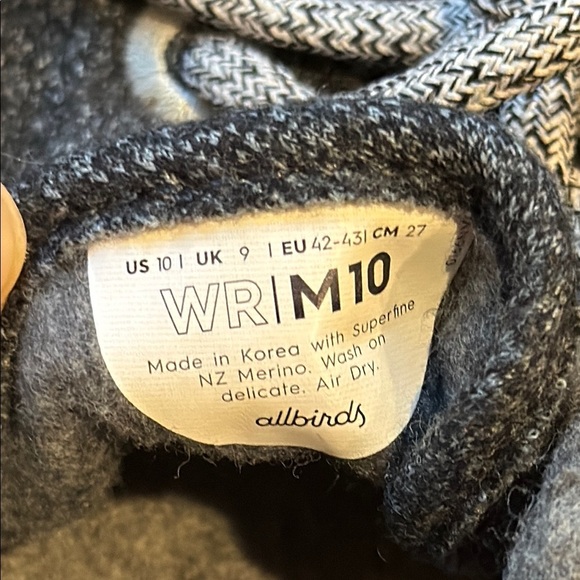 US 10 | UK 9 | EU 42-43| CM 27
WR|M10
Made in Korea with Superfine
NZ Merino. Wash on
delicate. Air Dry.
allbirds